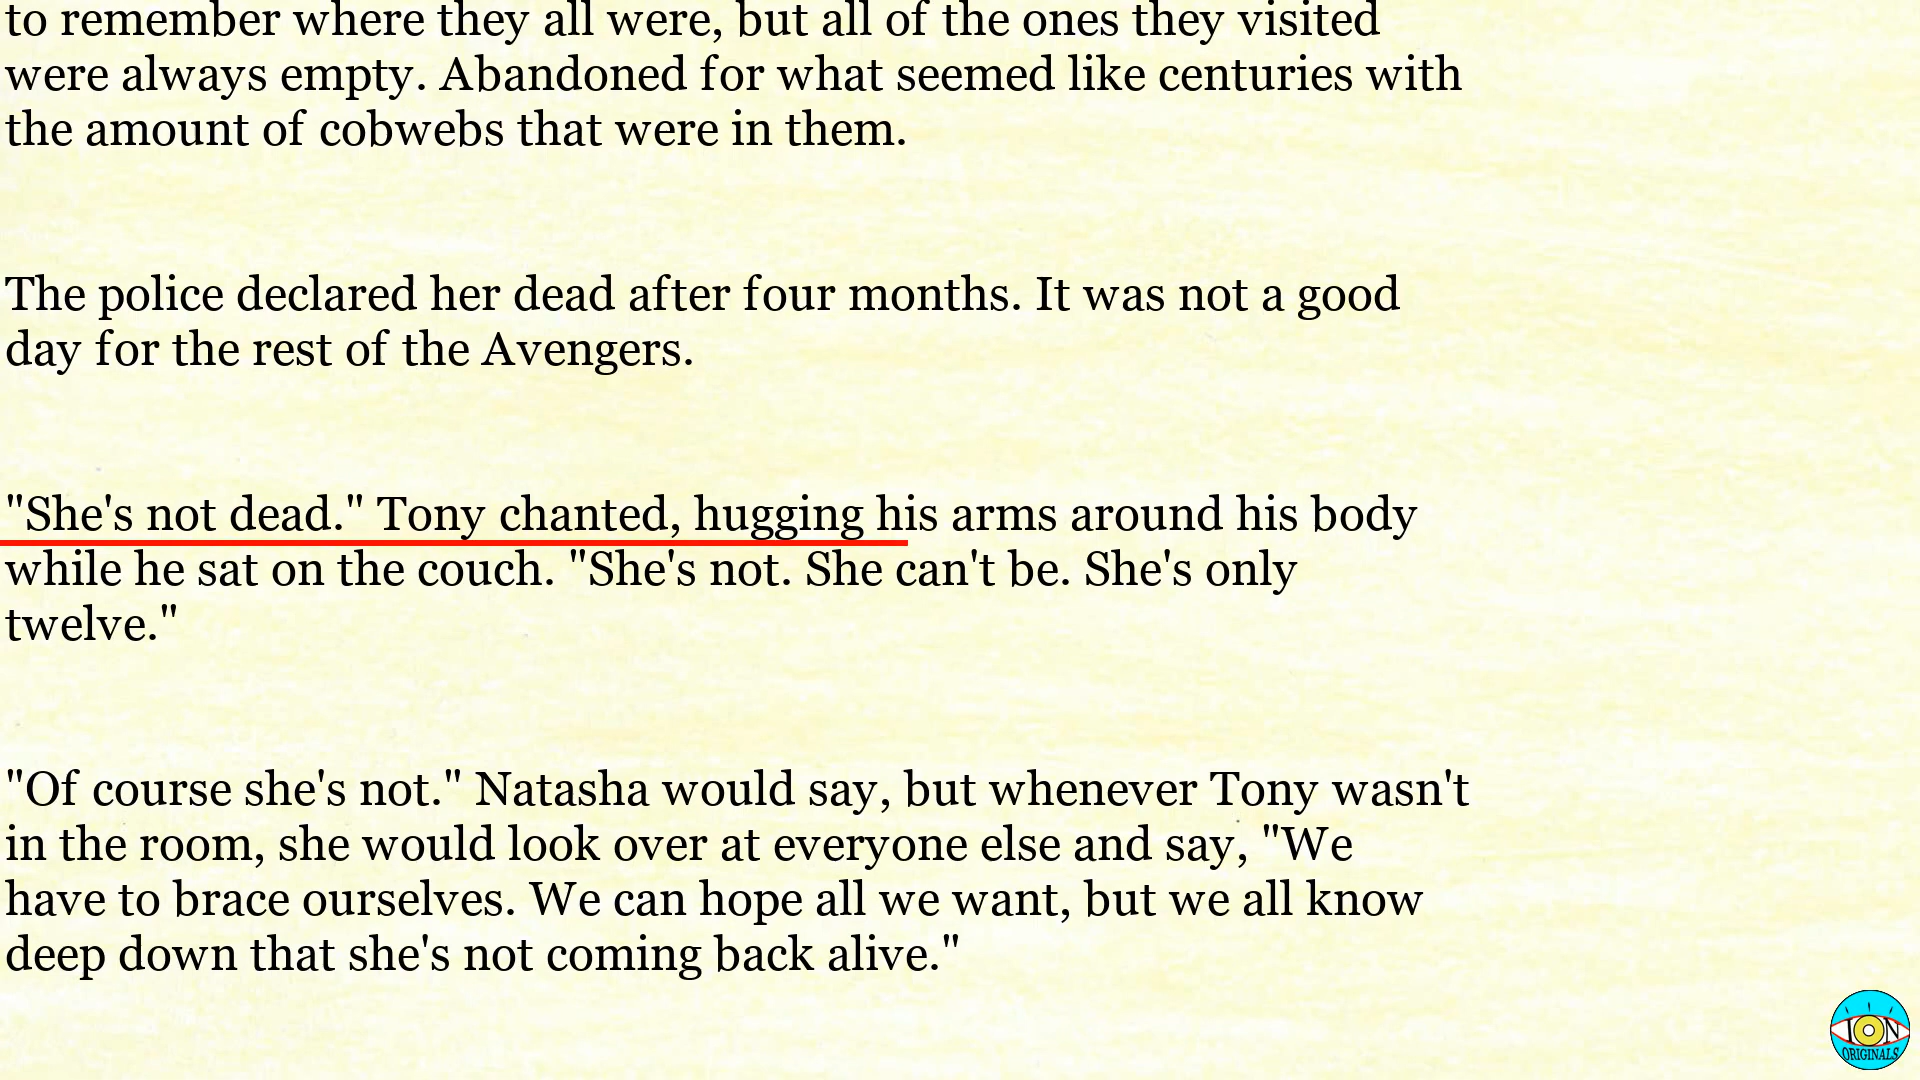 to remember where they all were, but all of the ones they visited
were always empty. Abandoned for what seemed like centuries with
the amount of cobwebs that were in them.
The police declared her dead after four months. It was not a good
day for the rest of the Avengers.
"She's not dead." Tony chanted, hugging his arms around his body
while he sat on the couch. "She's not. She can't be. She's only
twelve."
"Of course she's not." Natasha would say, but whenever Tony wasn't
in the room, she would look over at everyone else and say, "We
have to brace ourselves. We can hope all we want, but we all know
deep down that she's not coming back alive."
ION
ORIGINALS